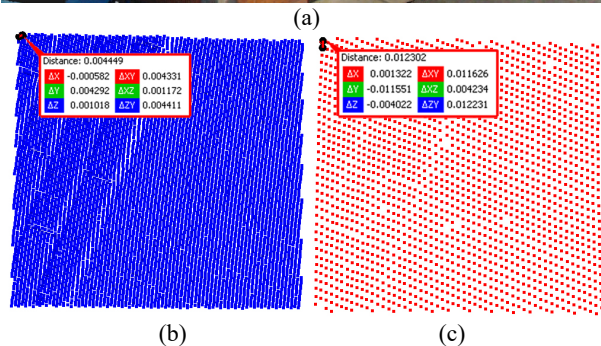 (a)
Distance: 0.004449
ΔX -0.000582 ΔXY 0.004331
ΔY 0.004292 ΔXZ 0.001172
ΔZ 0.001018 ΔZY 0.004411
Distance: 0.012302
ΔX 0.001322 ΔXY 0.011626
ΔY -0.011551 ΔXZ 0.004234
ΔZ -0.004022 ΔZY 0.012231
(b)
(c)